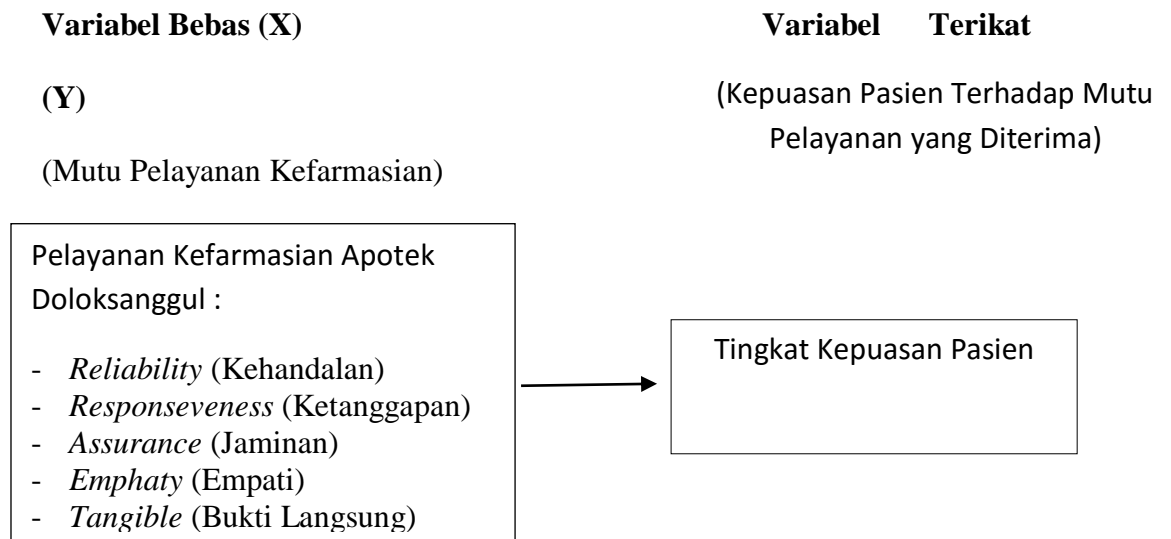 Variabel Bebas (X) Variabel Terikat
(Y)
(Kepuasan Pasien Terhadap Mutu
Pelayanan yang Diterima)
(Mutu Pelayanan Kefarmasian)
Pelayanan Kefarmasian Apotek
Doloksanggul :
- Reliability (Kehandalan)
- Responseveness (Ketanggapan)
- Assurance (Jaminan)
- Emphaty (Empati)
- Tangible (Bukti Langsung)
Tingkat Kepuasan Pasien